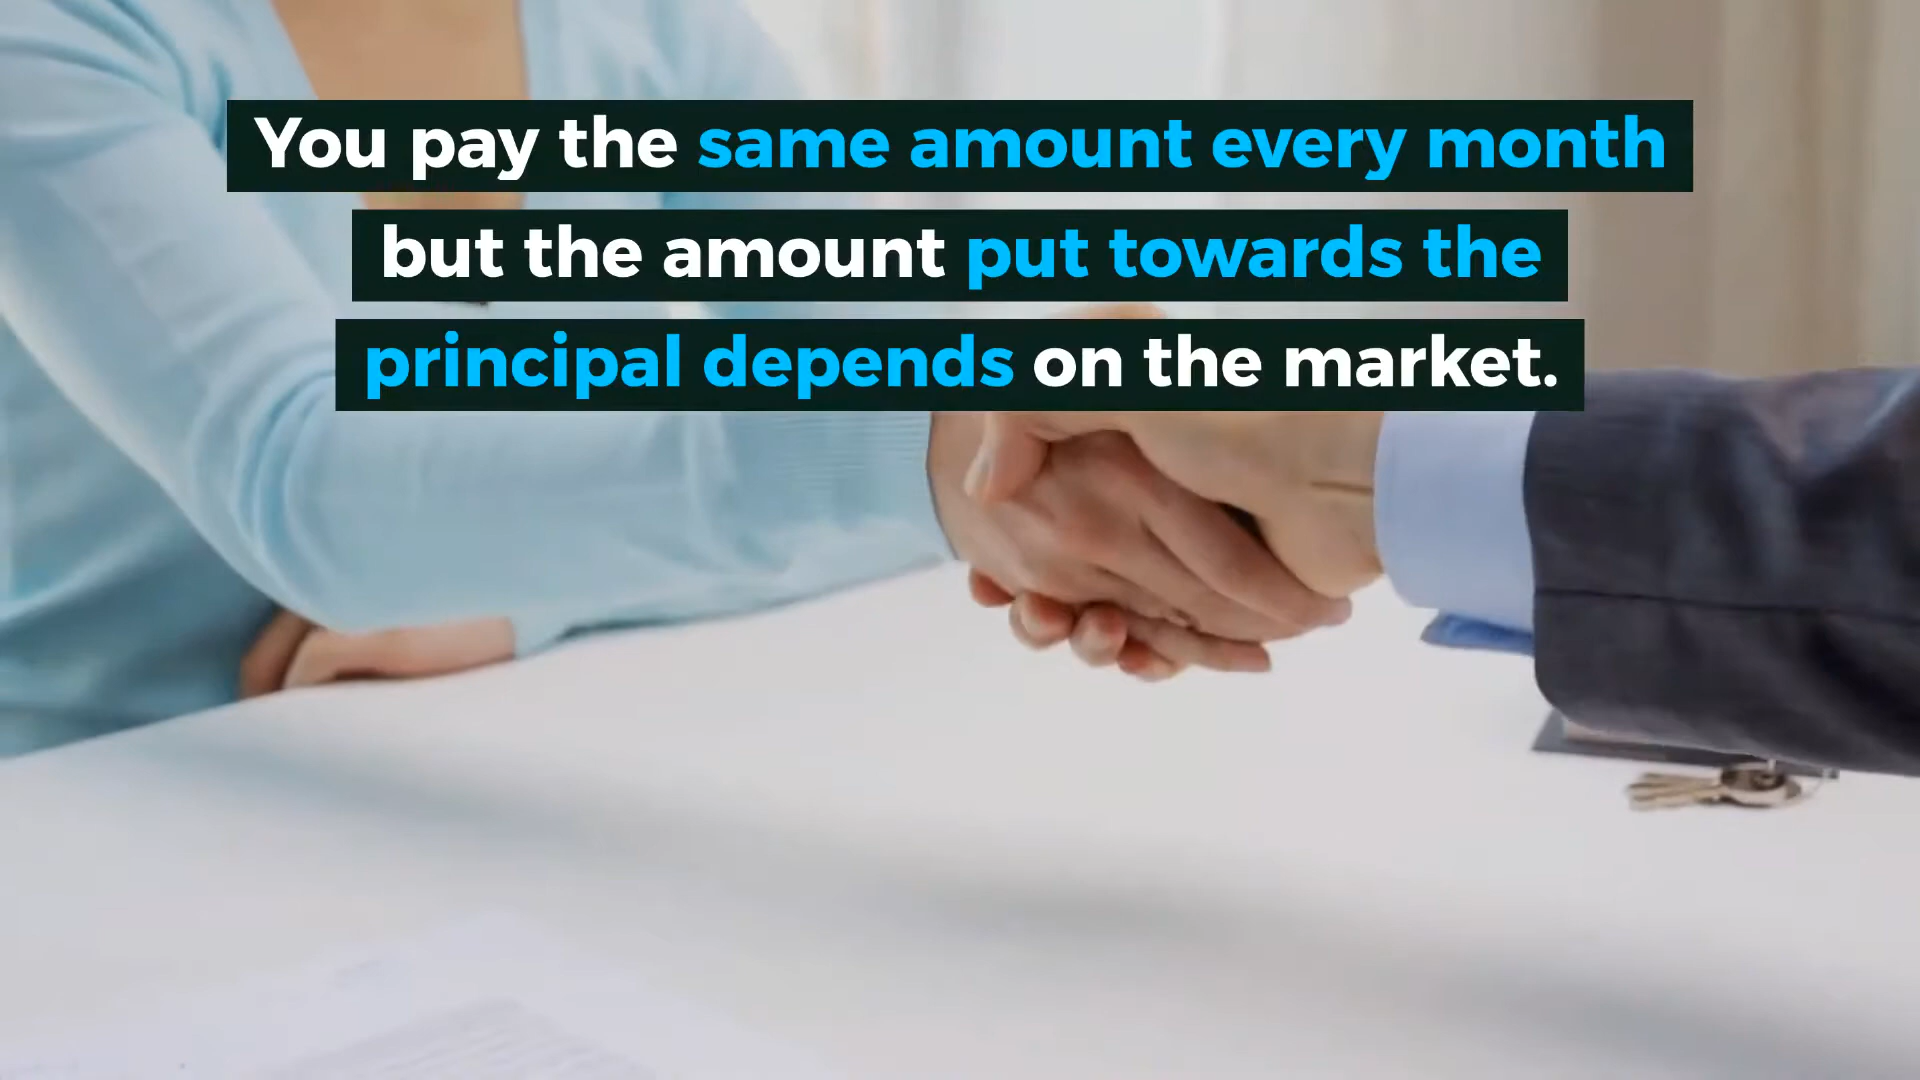 You pay the same amount every month
but the amount put towards the
principal depends on the market.